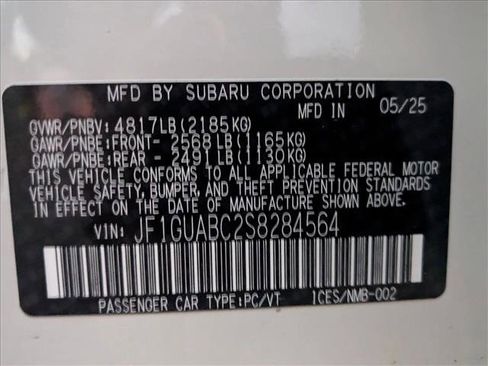 MFD BY SUBARU CORPORATION
MFD IN 05/25
GVWR/PNBV: 4817LB(2185KG)
GAWR/PNBE: FRONT- 2568LB(1165KG)
GAWR/PNBE: REAR - 2491LB(1130KG)
THIS VEHICLE CONFORMS TO ALL APPLICABLE FEDERAL MOTOR
VEHICLE SAFETY, BUMPER, AND THEFT PREVENTION STANDARDS
IN EFFECT ON THE DATE OF MANUFACTURE SHOWN ABOVE.
VIN: JF1GUABC2S8284564
PASSENGER CAR TYPE:PC/VT ICES/NMB-002